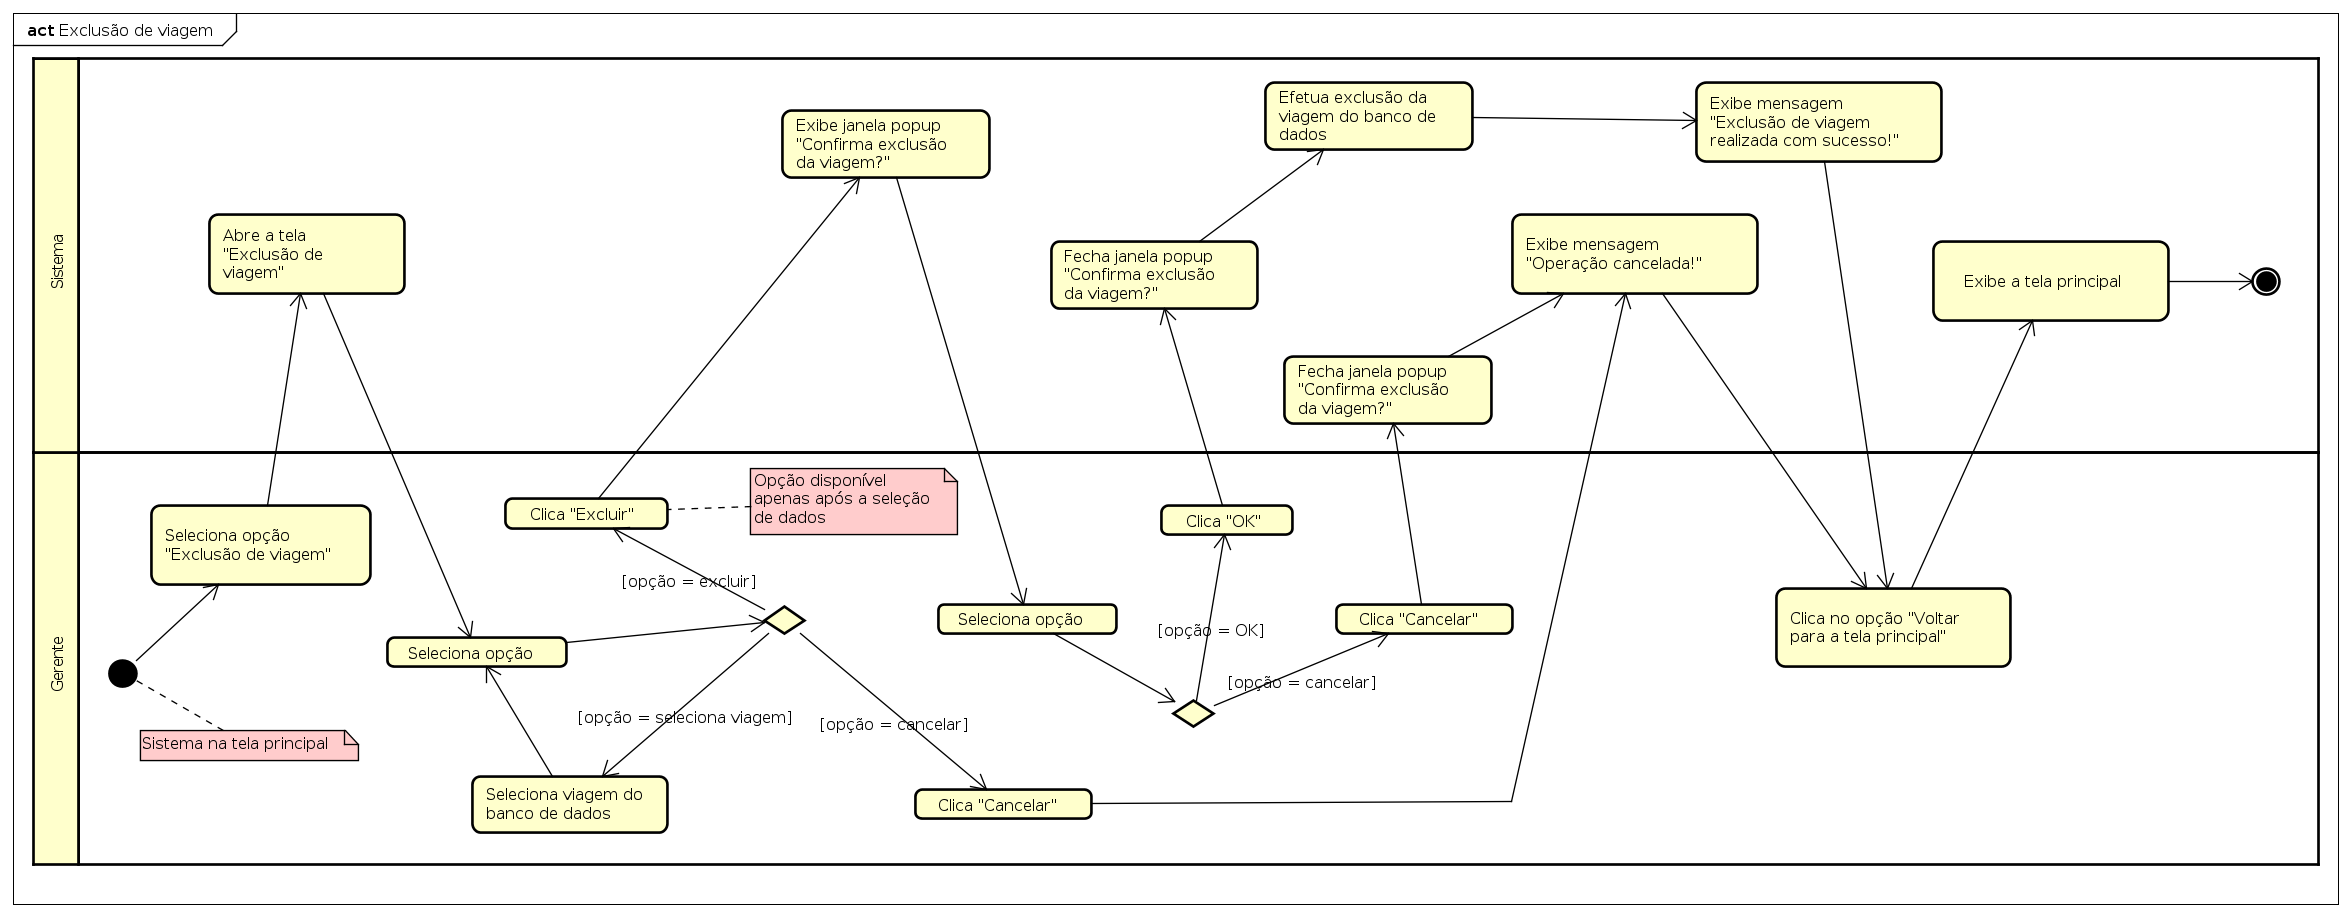 act Exclusão de viagem
Sistema
Abre a tela
"Exclusão de
viagem"
Exibe janela popup
"Confirma exclusão
da viagem?"
Efetua exclusão da
viagem do banco de
dados
Exibe mensagem
"Exclusão de viagem
realizada com sucesso!"
Fecha janela popup
"Confirma exclusão
da viagem?"
Exibe mensagem
"Operação cancelada!"
Exibe a tela principal
Fecha janela popup
"Confirma exclusão
da viagem?"
Gerente
Seleciona opção
"Exclusão de viagem"
Clica "Excluir"
Opção disponível
apenas após a seleção
de dados
Clica "OK"
[opção = excluir]
Seleciona opção
Seleciona opção
[opção = OK]
Clica "Cancelar"
Clica no opção "Voltar
para a tela principal"
[opção = cancelar]
Sistema na tela principal
[opção = seleciona viagem]
[opção = cancelar]
Seleciona viagem do
banco de dados
Clica "Cancelar"